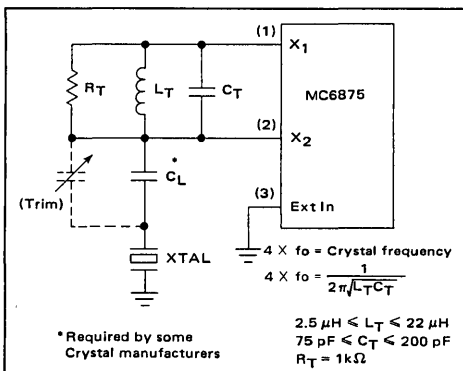 (1)
X1
RT
LT
CT
MC6875
(2)
X2
*
CL
(Trim)
(3)
Ext In
XTAL
4 X fo = Crystal frequency
4 X fo = 1
2π√LTCT
*Required by some
Crystal manufacturers
2.5 μH ≤ LT ≤ 22 μH
75 pF ≤ CT ≤ 200 pF
RT = 1kΩ